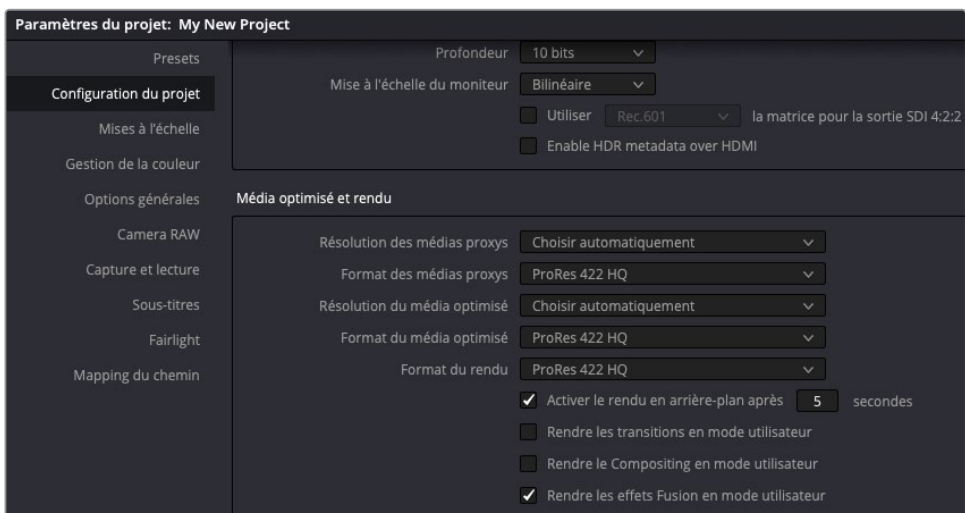 Paramètres du projet: My New Project
Presets
Configuration du projet
Mises à l'échelle
Gestion de la couleur
Options générales
Camera RAW
Capture et lecture
Sous-titres
Fairlight
Mapping du chemin
Profondeur 10 bits
Mise à l'échelle du moniteur Bilinéaire
Utiliser Rec.601 la matrice pour la sortie SDI 4:2:2
Enable HDR metadata over HDMI
Média optimisé et rendu
Résolution des médias proxys Choisir automatiquement
Format des médias proxys ProRes 422 HQ
Résolution du média optimisé Choisir automatiquement
Format du média optimisé ProRes 422 HQ
Format du rendu ProRes 422 HQ
Activer le rendu en arrière-plan après 5 secondes
Rendre les transitions en mode utilisateur
Rendre le Compositing en mode utilisateur
Rendre les effets Fusion en mode utilisateur